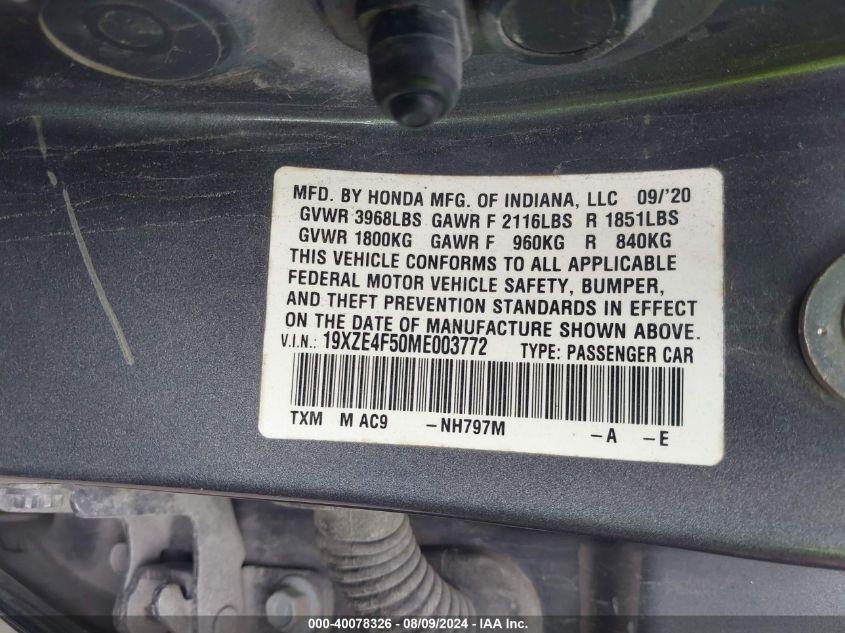 MFD. BY HONDA MFG. OF INDIANA, LLC 09/'20
GVWR 3968LBS GAWR F 2116LBS R 1851LBS
GVWR 1800KG GAWR F 960KG R 840KG
THIS VEHICLE CONFORMS TO ALL APPLICABLE
FEDERAL MOTOR VEHICLE SAFETY, BUMPER,
AND THEFT PREVENTION STANDARDS IN EFFECT
ON THE DATE OF MANUFACTURE SHOWN ABOVE.
V.I.N.: 19XZE4F50ME003772 TYPE: PASSENGER CAR
TXM M AC9 -NH797M -A -E
000-40078326 - 08/09/2024 - IAA Inc.